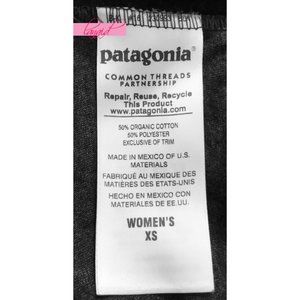 patagonia®
COMMON THREADS
PARTNERSHIP
Repair, Reuse, Recycle
This Product
www.patagonia.com
50% ORGANIC COTTON
50% POLYESTER
EXCLUSIVE OF TRIM
MADE IN MEXICO OF U.S.
MATERIALS
FABRIQUÉ AU MEXIQUE DES
MATIÈRES DES ETATS-UNIS
HECHO EN MEXICO CON
MATERIALES DE EE.UU.
WOMEN'S
XS